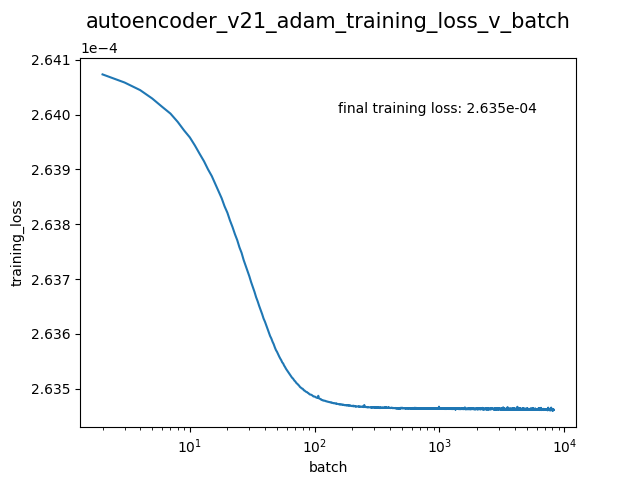 autoencoder_v21_adam_training_loss_v_batch
1e−4
2.641
2.640
2.639
2.638
2.637
2.636
2.635
training_loss
final training loss: 2.635e-04
10¹ 10² 10³ 10⁴
batch